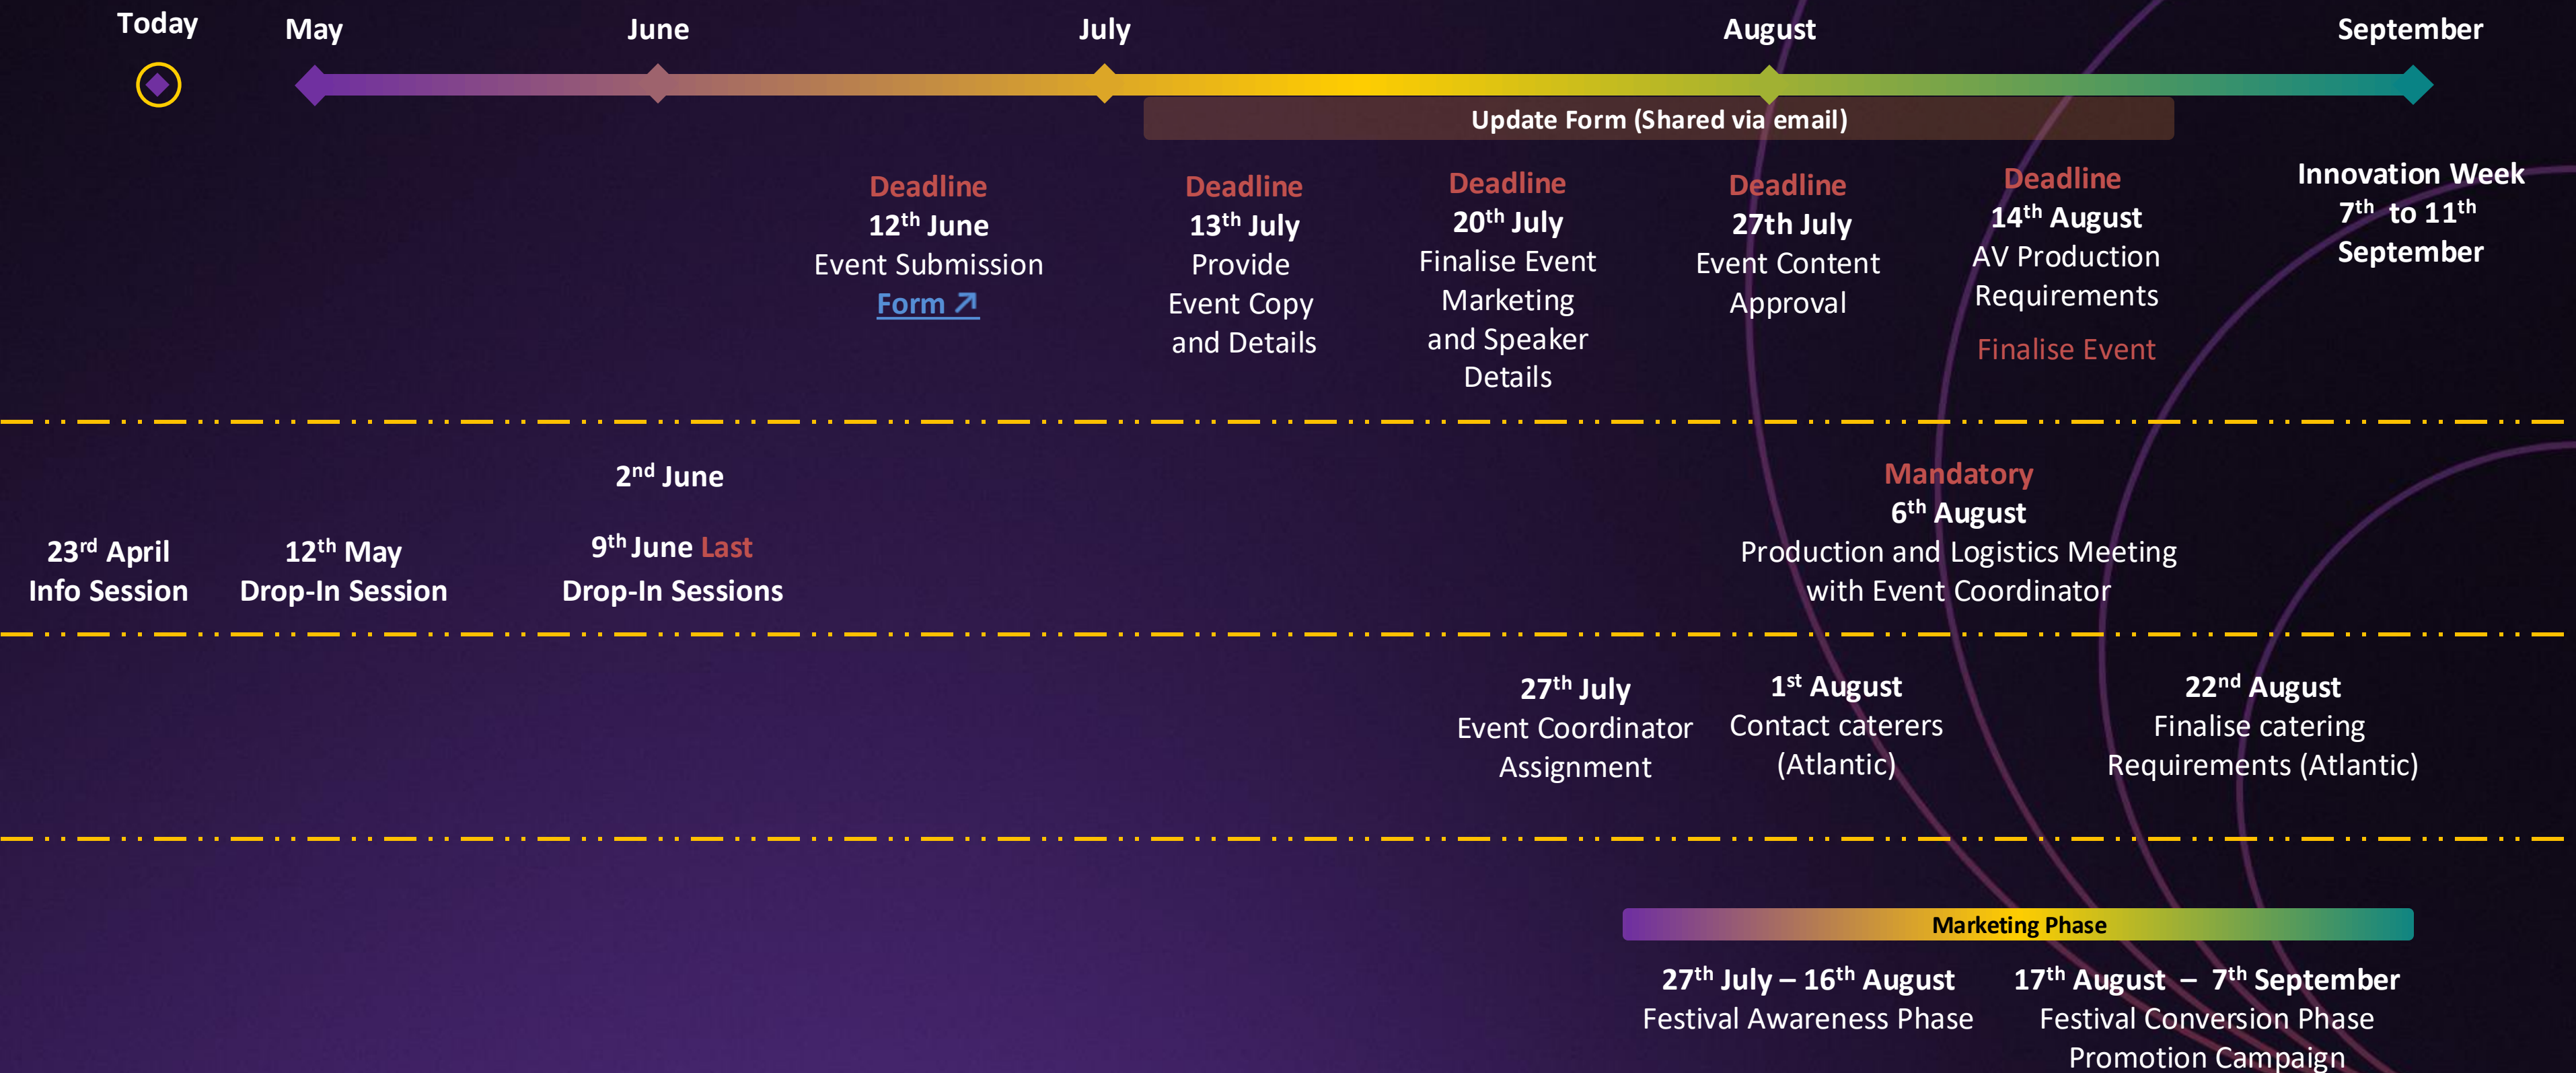 Today
May
June
July
August
September
Update Form (Shared via email)
Deadline
12th June
Event Submission
Form ↗
Deadline
13th July
Provide
Event Copy
and Details
Deadline
20th July
Finalise Event
Marketing
and Speaker
Details
Deadline
27th July
Event Content
Approval
Deadline
14th August
AV Production
Requirements
Finalise Event
Innovation Week
7th to 11th
September
23rd April
Info Session
12th May
Drop-In Session
2nd June
9th June Last
Drop-In Sessions
Mandatory
6th August
Production and Logistics Meeting
with Event Coordinator
27th July
Event Coordinator
Assignment
1st August
Contact caterers
(Atlantic)
22nd August
Finalise catering
Requirements (Atlantic)
Marketing Phase
27th July – 16th August
Festival Awareness Phase
17th August – 7th September
Festival Conversion Phase
Promotion Campaign